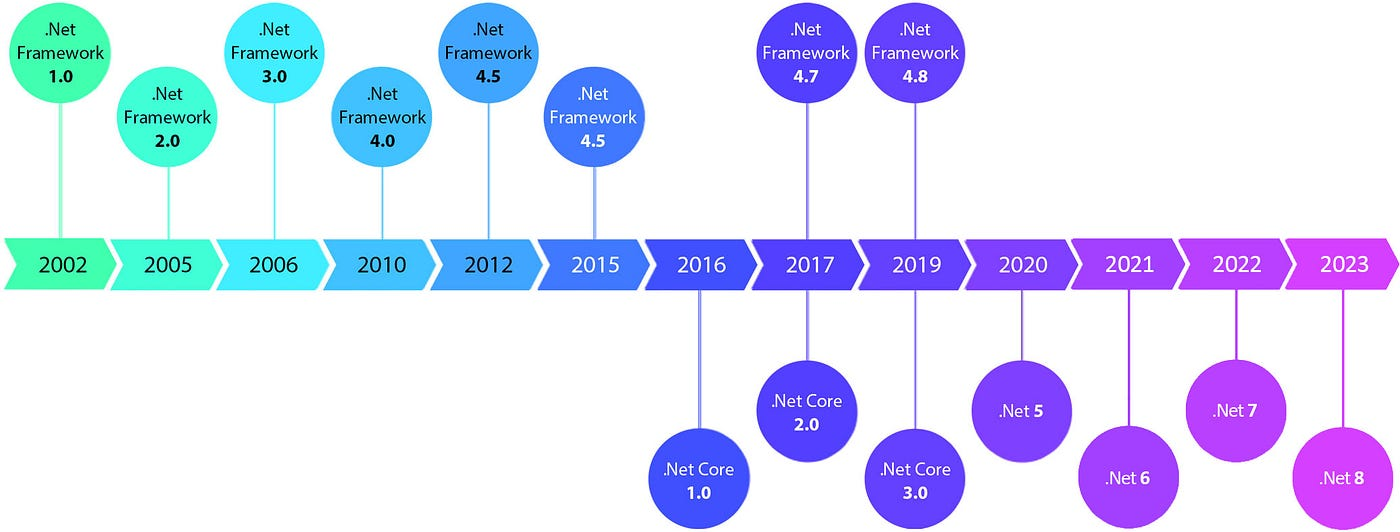 .Net
Framework
1.0
.Net
Framework
2.0
.Net
Framework
3.0
.Net
Framework
4.0
.Net
Framework
4.5
.Net
Framework
4.5
.Net
Framework
4.7
.Net
Framework
4.8
2002
2005
2006
2010
2012
2015
2016
2017
2019
2020
2021
2022
2023
.Net Core
1.0
.Net Core
2.0
.Net Core
3.0
.Net 5
.Net 6
.Net 7
.Net 8